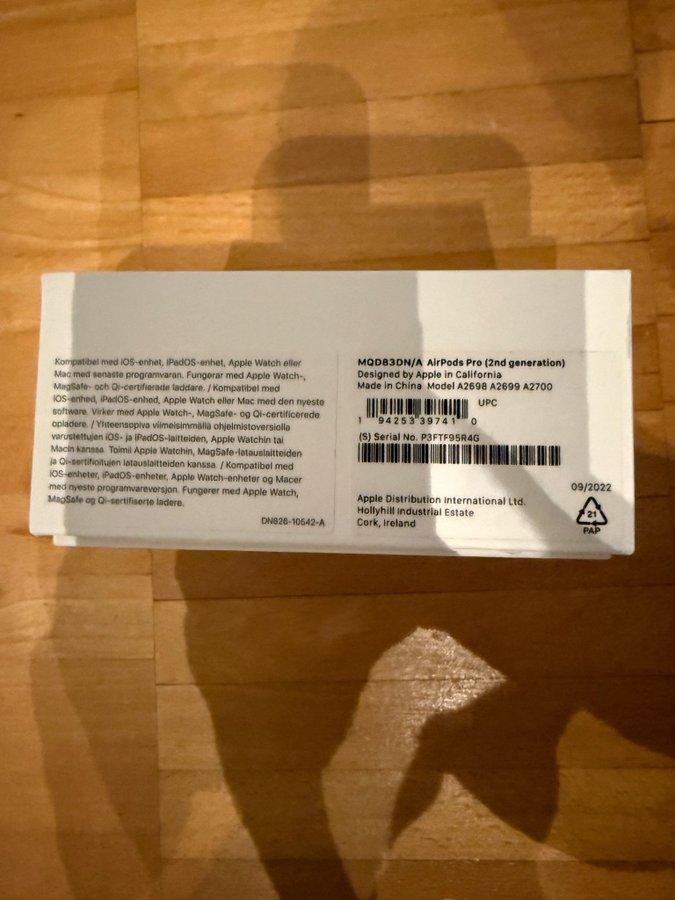 Kompatibel med iOS-enhet, iPadOS-enhet, Apple Watch eller
Mac med senaste programvaran. Fungerar med Apple Watch-,
MagSafe- och Qi-certifierade laddare. / Kompatibel med
iOS-enhed, iPadOS-enhed, Apple Watch eller Mac med den nyeste
software. Virker med Apple Watch-, MagSafe- og Qi-certificerede
opladere. / Yhteensopiva viimeisimmällä ohjelmistoversiolla
varustettujen iOS- ja iPadOS-laitteiden, Apple Watchin tai
Macin kanssa. Toimii Apple Watchin, MagSafe-latauslaitteiden
ja Qi-sertifioitujen latauslaitteiden kanssa. / Kompatibel med
iOS-enheter, iPadOS-enheter, Apple Watch-enheter og Macer
med nyeste programvareversjon. Fungerer med Apple Watch,
MagSafe og Qi-sertifiserte ladere.
DN826-10542-A
MQD83DN/A AirPods Pro (2nd generation)
Designed by Apple in California
Made in China Model A2698 A2699 A2700
UPC
1 94253 39741 0
(S) Serial No. P3FTF95R4G
09/2022
Apple Distribution International Ltd.
Hollyhill Industrial Estate
Cork, Ireland
21
PAP